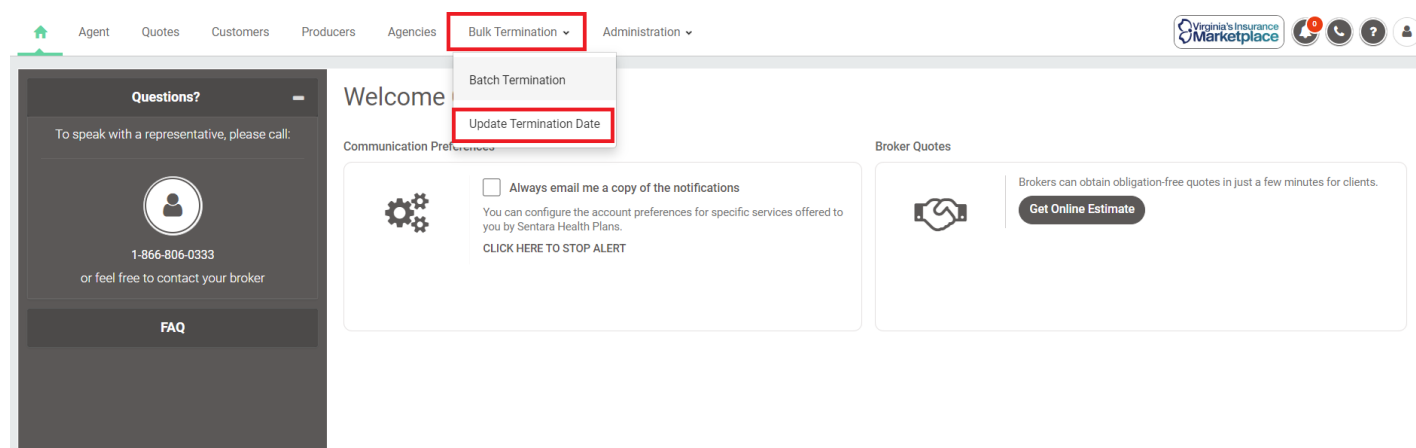 Agent Quotes Customers Producers Agencies Bulk Termination Administration
Virginia's Insurance
Marketplace
0
?
Batch Termination
Update Termination Date
Questions?
To speak with a representative, please call:
1-866-806-0333
or feel free to contact your broker
FAQ
Welcome
Communication Preferences
Always email me a copy of the notifications
You can configure the account preferences for specific services offered to
you by Sentara Health Plans.
CLICK HERE TO STOP ALERT
Broker Quotes
Brokers can obtain obligation-free quotes in just a few minutes for clients.
Get Online Estimate